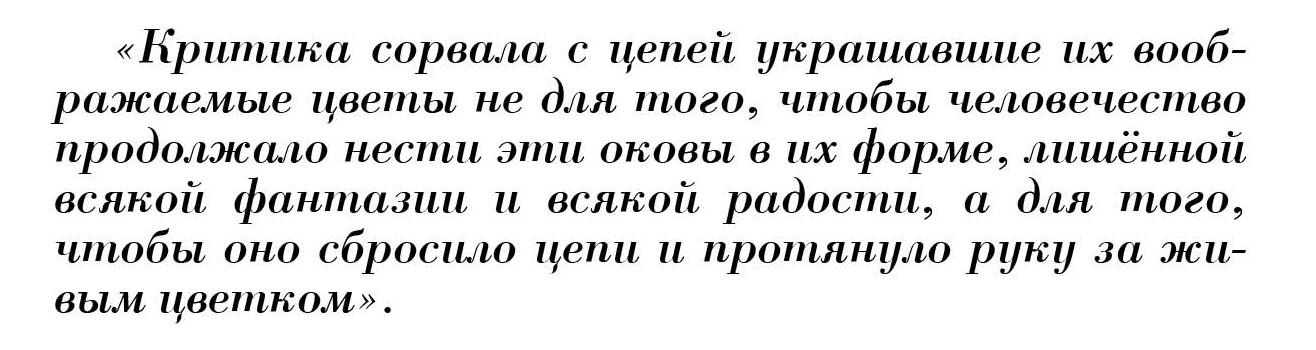 «Критика сорвала с цепей украшавшие их вооб-
ражаемые цветы не для того, чтобы человечество
продолжало нести эти оковы в их форме, лишённой
всякой фантазии и всякой радости, а для того,
чтобы оно сбросило цепи и протянуло руку за жи-
вым цветком».